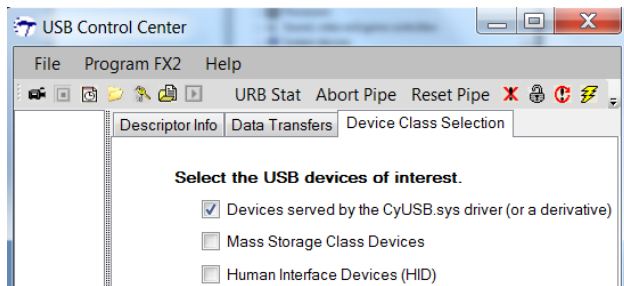 USB Control Center
File Program FX2 Help
URB Stat Abort Pipe Reset Pipe
Descriptor Info Data Transfers Device Class Selection
Select the USB devices of interest.
Devices served by the CyUSB.sys driver (or a derivative)
Mass Storage Class Devices
Human Interface Devices (HID)